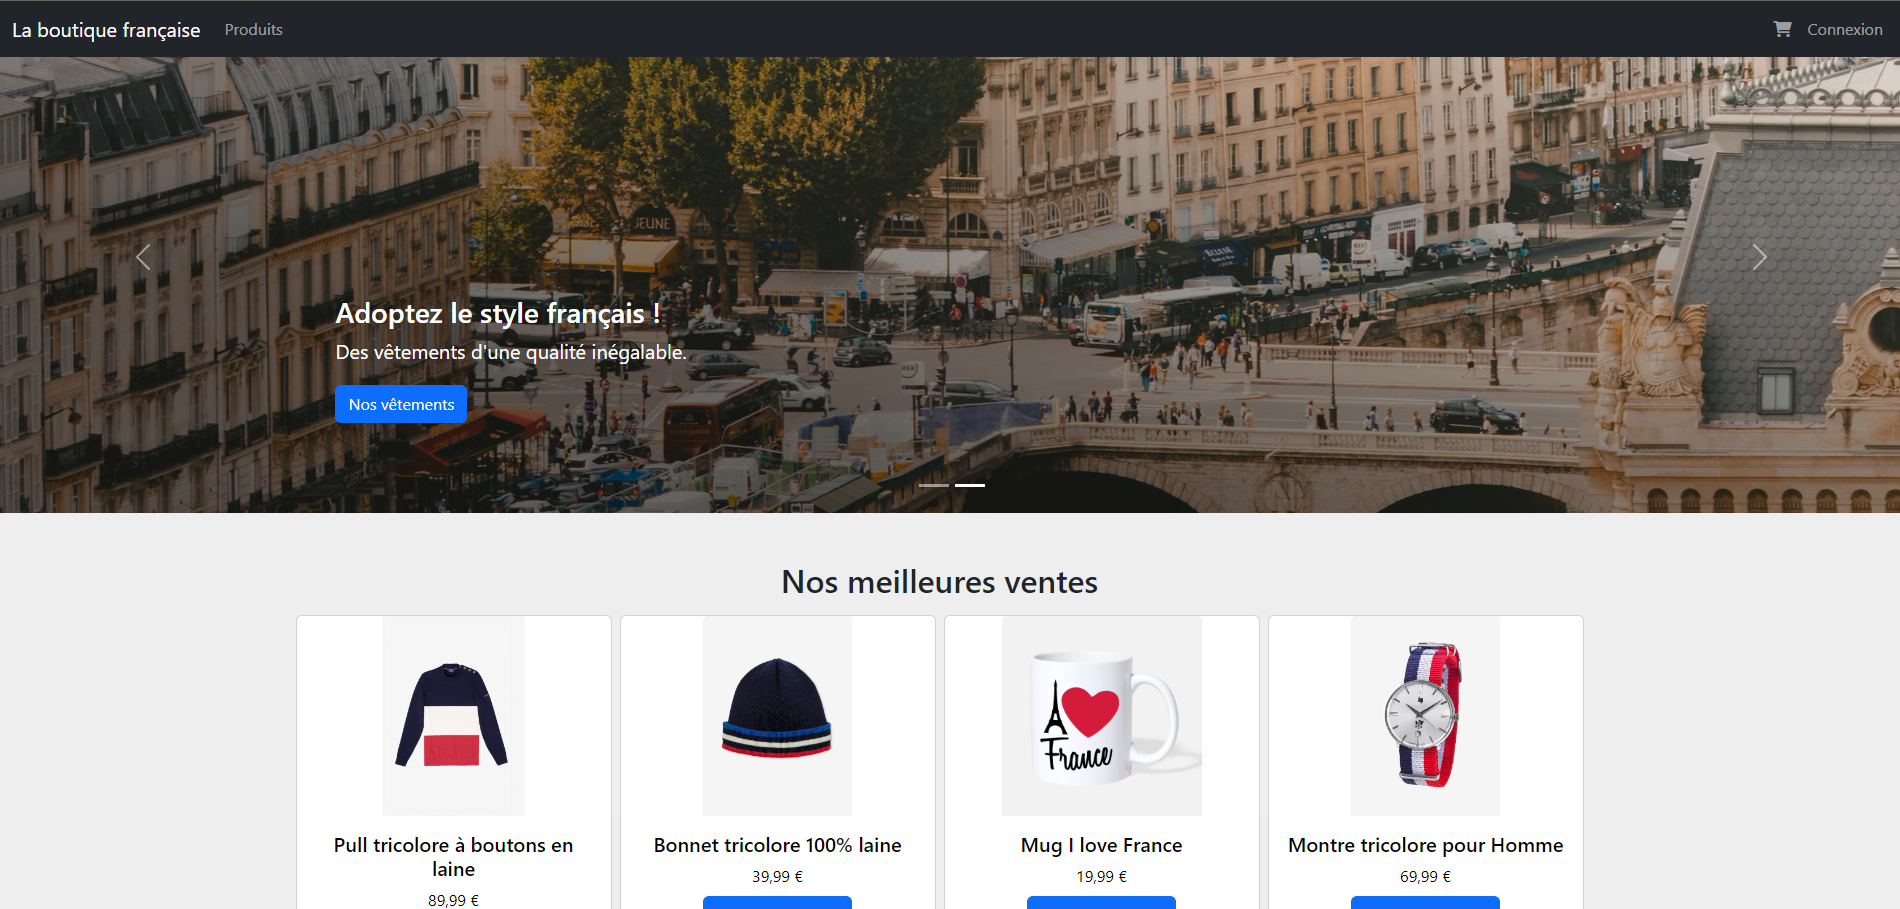 La boutique française
Produits
Connexion
JEUNE
Adoptez le style français !
Des vêtements d'une qualité inégalable.
Nos vêtements
Nos meilleures ventes
France
Pull tricolore à boutons en
laine
89,99 €
Bonnet tricolore 100% laine
39,99 €
Mug I love France
19,99 €
Montre tricolore pour Homme
69,99 €